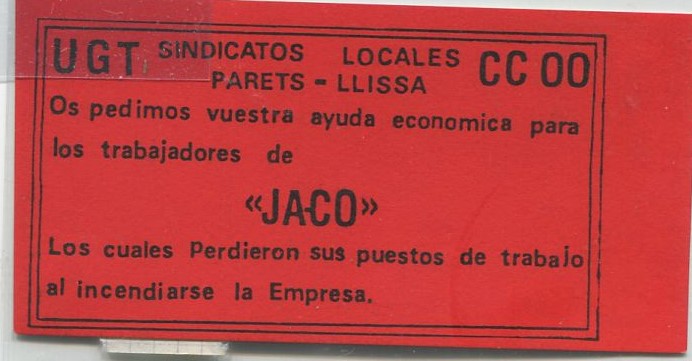 UGT SINDICATOS LOCALES CC OO
PARETS - LLISSA
Os pedimos vuestra ayuda economica para
los trabajadores de
«JACO»
Los cuales Perdieron sus puestos de trabajo
al incendiarse la Empresa.